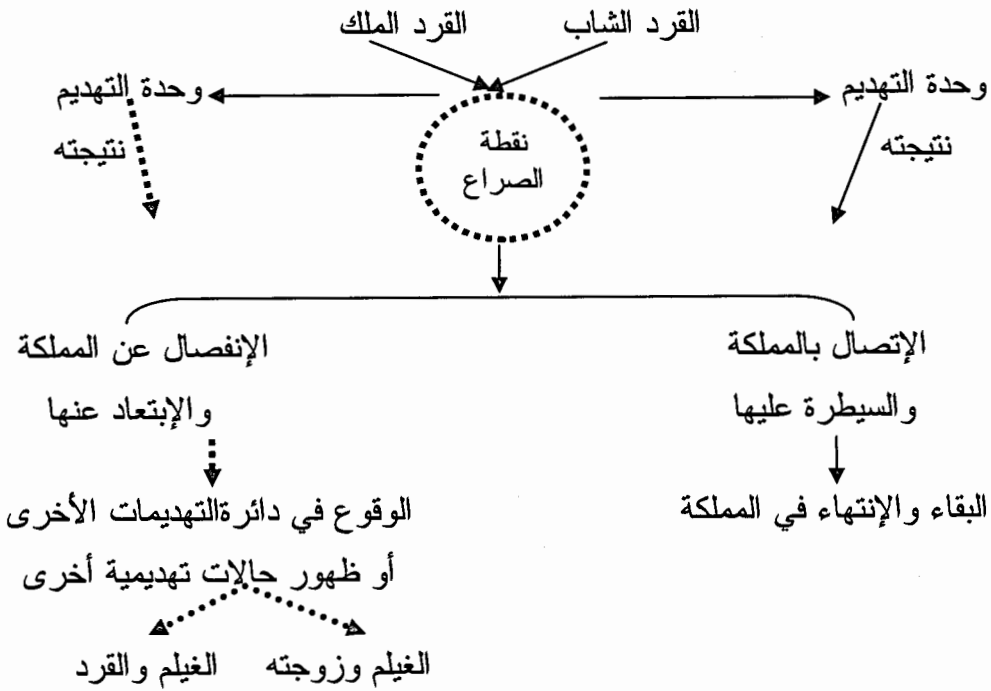 القرد الشاب القرد الملك
وحدة التهديم وحدة التهديم
نتيجته نقطة نتيجته
الصراع
الإتصال بالمملكة الإنفصال عن المملكة
والسيطرة عليها والإبتعاد عنها
البقاء والإنتهاء في المملكة الوقوع في دائرةالتهديمات الأخرى
أو ظهور حالات تهديمية أخرى
الغيلم وزوجته الغيلم والقرد